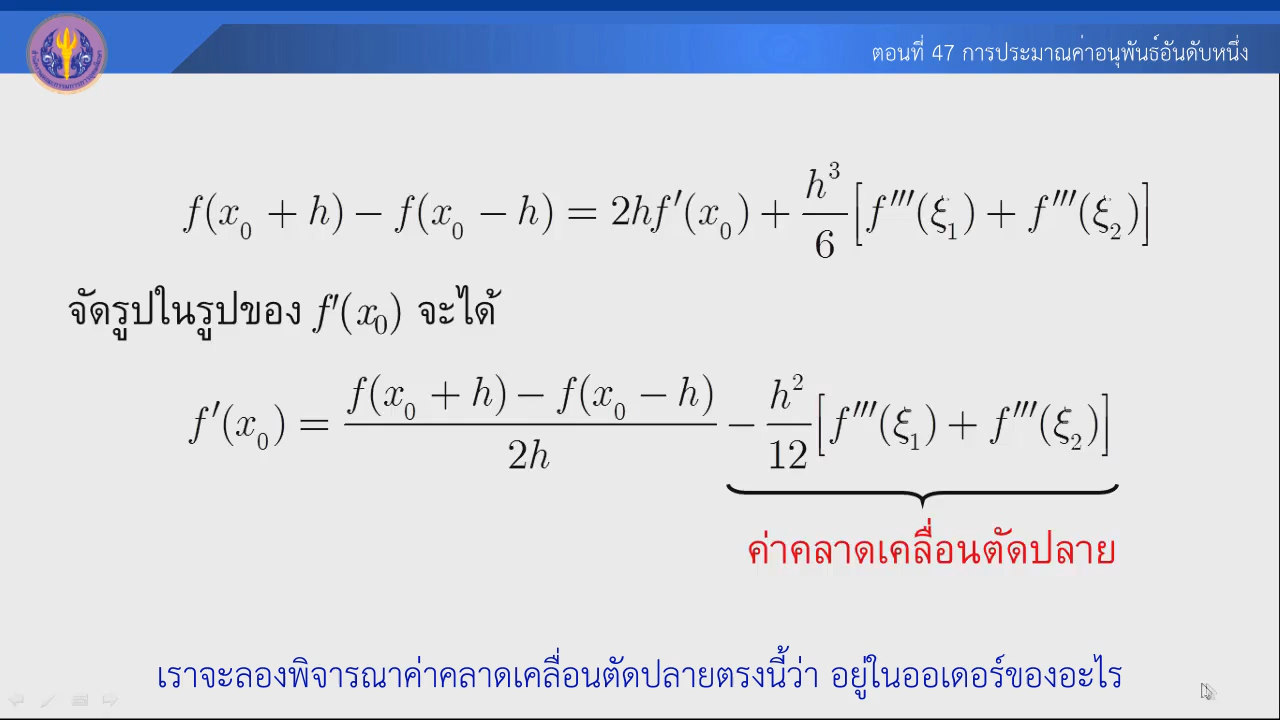 ตอนที่ 47 การประมาณค่าอนุพันธ์อันดับหนึ่ง
f(x₀ + h) − f(x₀ − h) = 2hf′(x₀) + h³/6 [f‴(ξ₁) + f‴(ξ₂)]
จัดรูปในรูปของ f′(x₀) จะได้
f′(x₀) = f(x₀ + h) − f(x₀ − h)/2h − h²/12 [f‴(ξ₁) + f‴(ξ₂)]
ค่าคลาดเคลื่อนตัดปลาย
เราจะลองพิจารณาค่าคลาดเคลื่อนตัดปลายตรงนี้ว่า อยู่ในออเดอร์ของอะไร